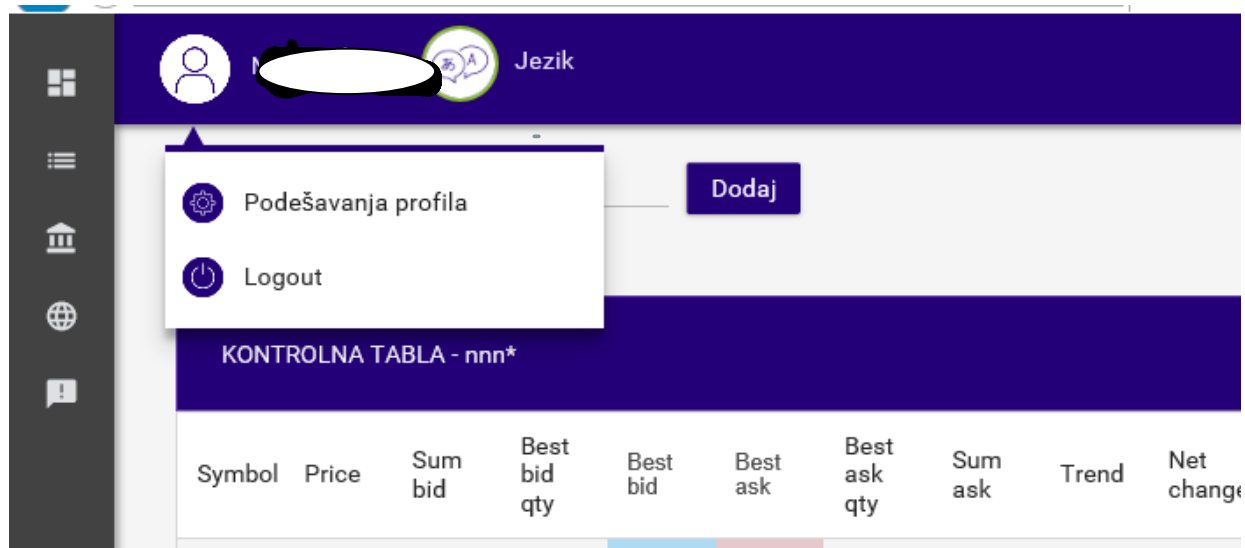 Jezik
Podešavanja profila
Dodaj
Logout
KONTROLNA TABLA - nnn*
Symbol
Price
Sum
bid
Best
bid
qty
Best
bid
Best
ask
Best
ask
qty
Sum
ask
Trend
Net
change